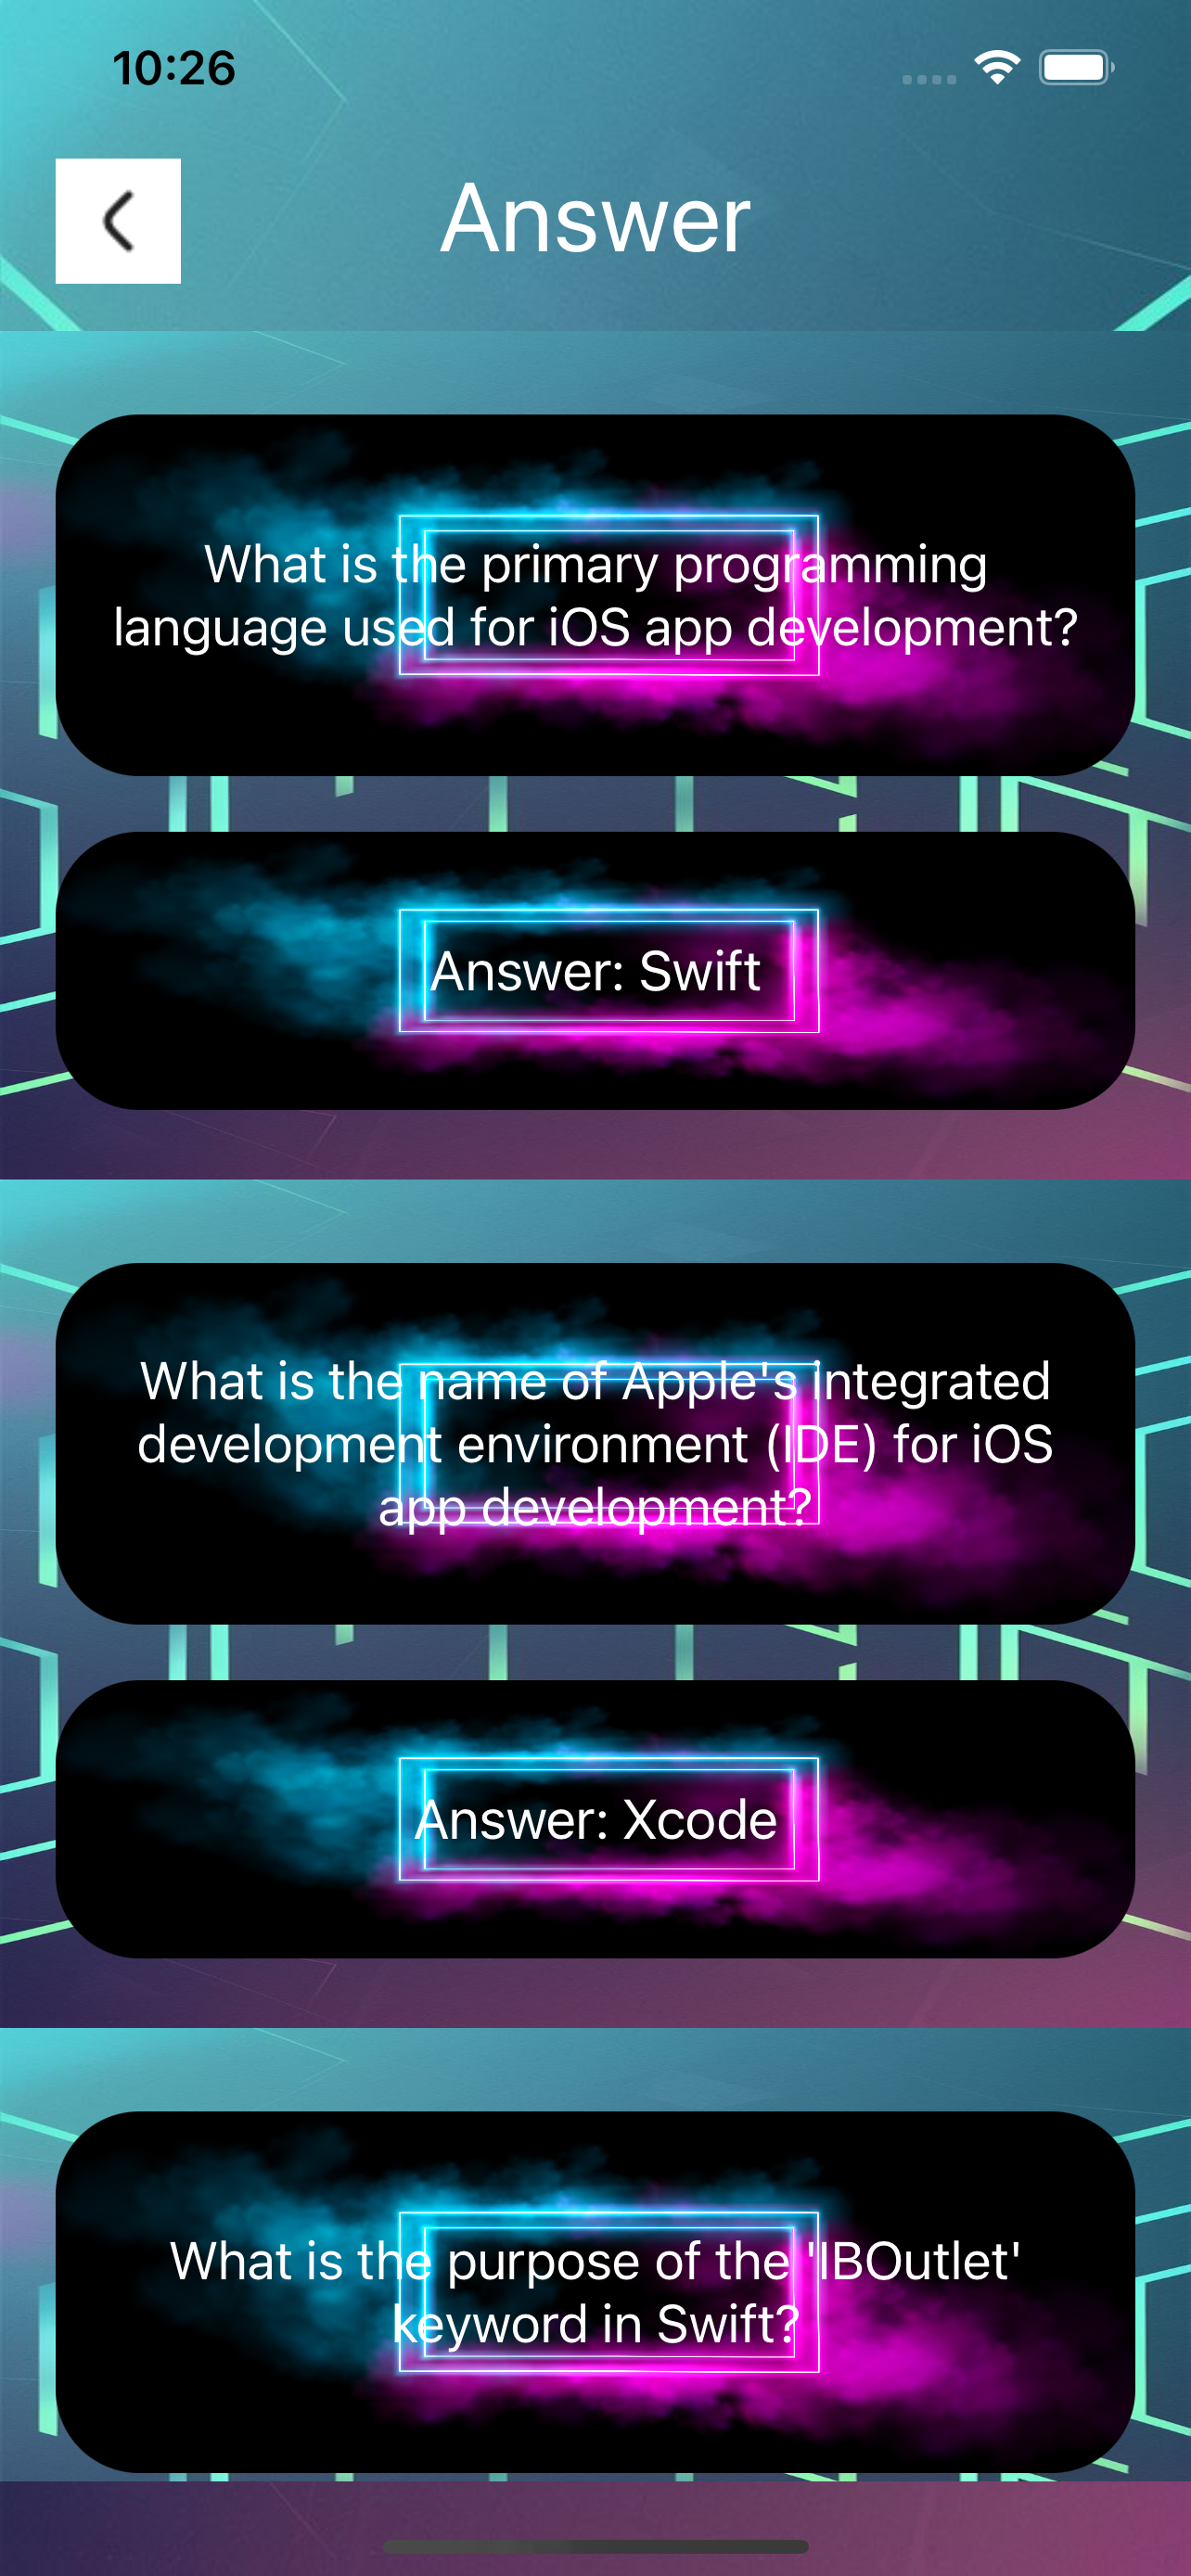 10:26
Answer
What is the primary programming
language used for iOS app development?
Answer: Swift
What is the name of Apple's integrated
development environment (IDE) for iOS
app development?
Answer: Xcode
What is the purpose of the 'IBOutlet'
keyword in Swift?